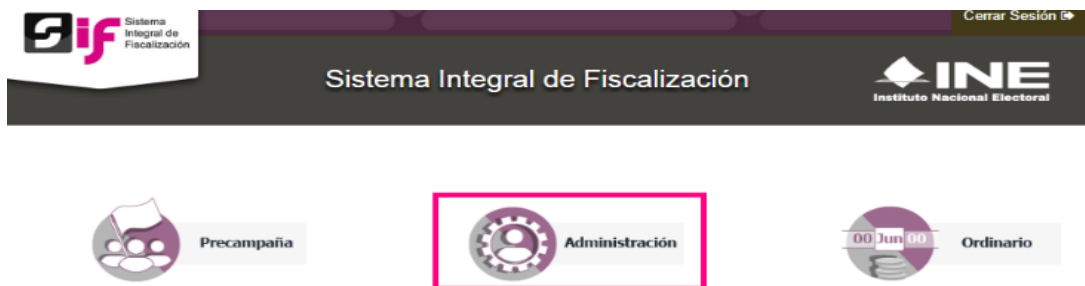 Sif
Sistema
Integral de
Fiscalización
Cerrar Sesión
Sistema Integral de Fiscalización
INE
Instituto Nacional Electoral
Precampaña
Administración
00 Jun 00
Ordinario